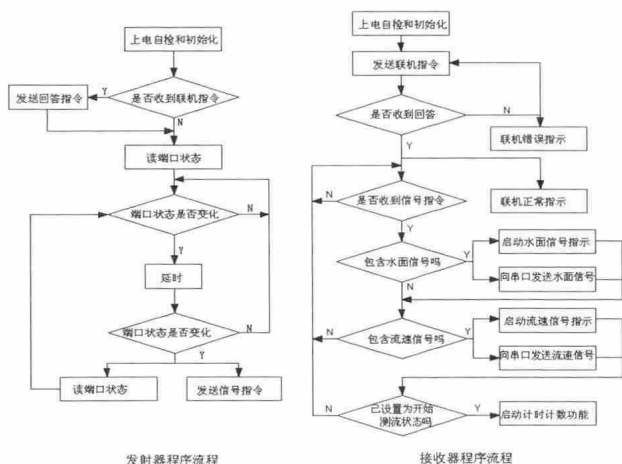 上电自检和初始化
是否收到联机指令
Y
发送回答指令
N
读端口状态
端口状态是否变化
N
Y
延时
端口状态是否变化
N
Y
读端口状态
发送信号指令
发射器程序流程
上电自检和初始化
发送联机指令
是否收到回答
N
联机错误指示
Y
联机正常指示
是否收到信号指令
N
Y
包含水面信号吗
Y
启动水面信号指示
向串口发送水面信号
N
包含流速信号吗
N
Y
启动流速信号指示
向串口发送流速信号
已设置为开始
测流状态吗
N
Y
启动计时计数功能
接收器程序流程